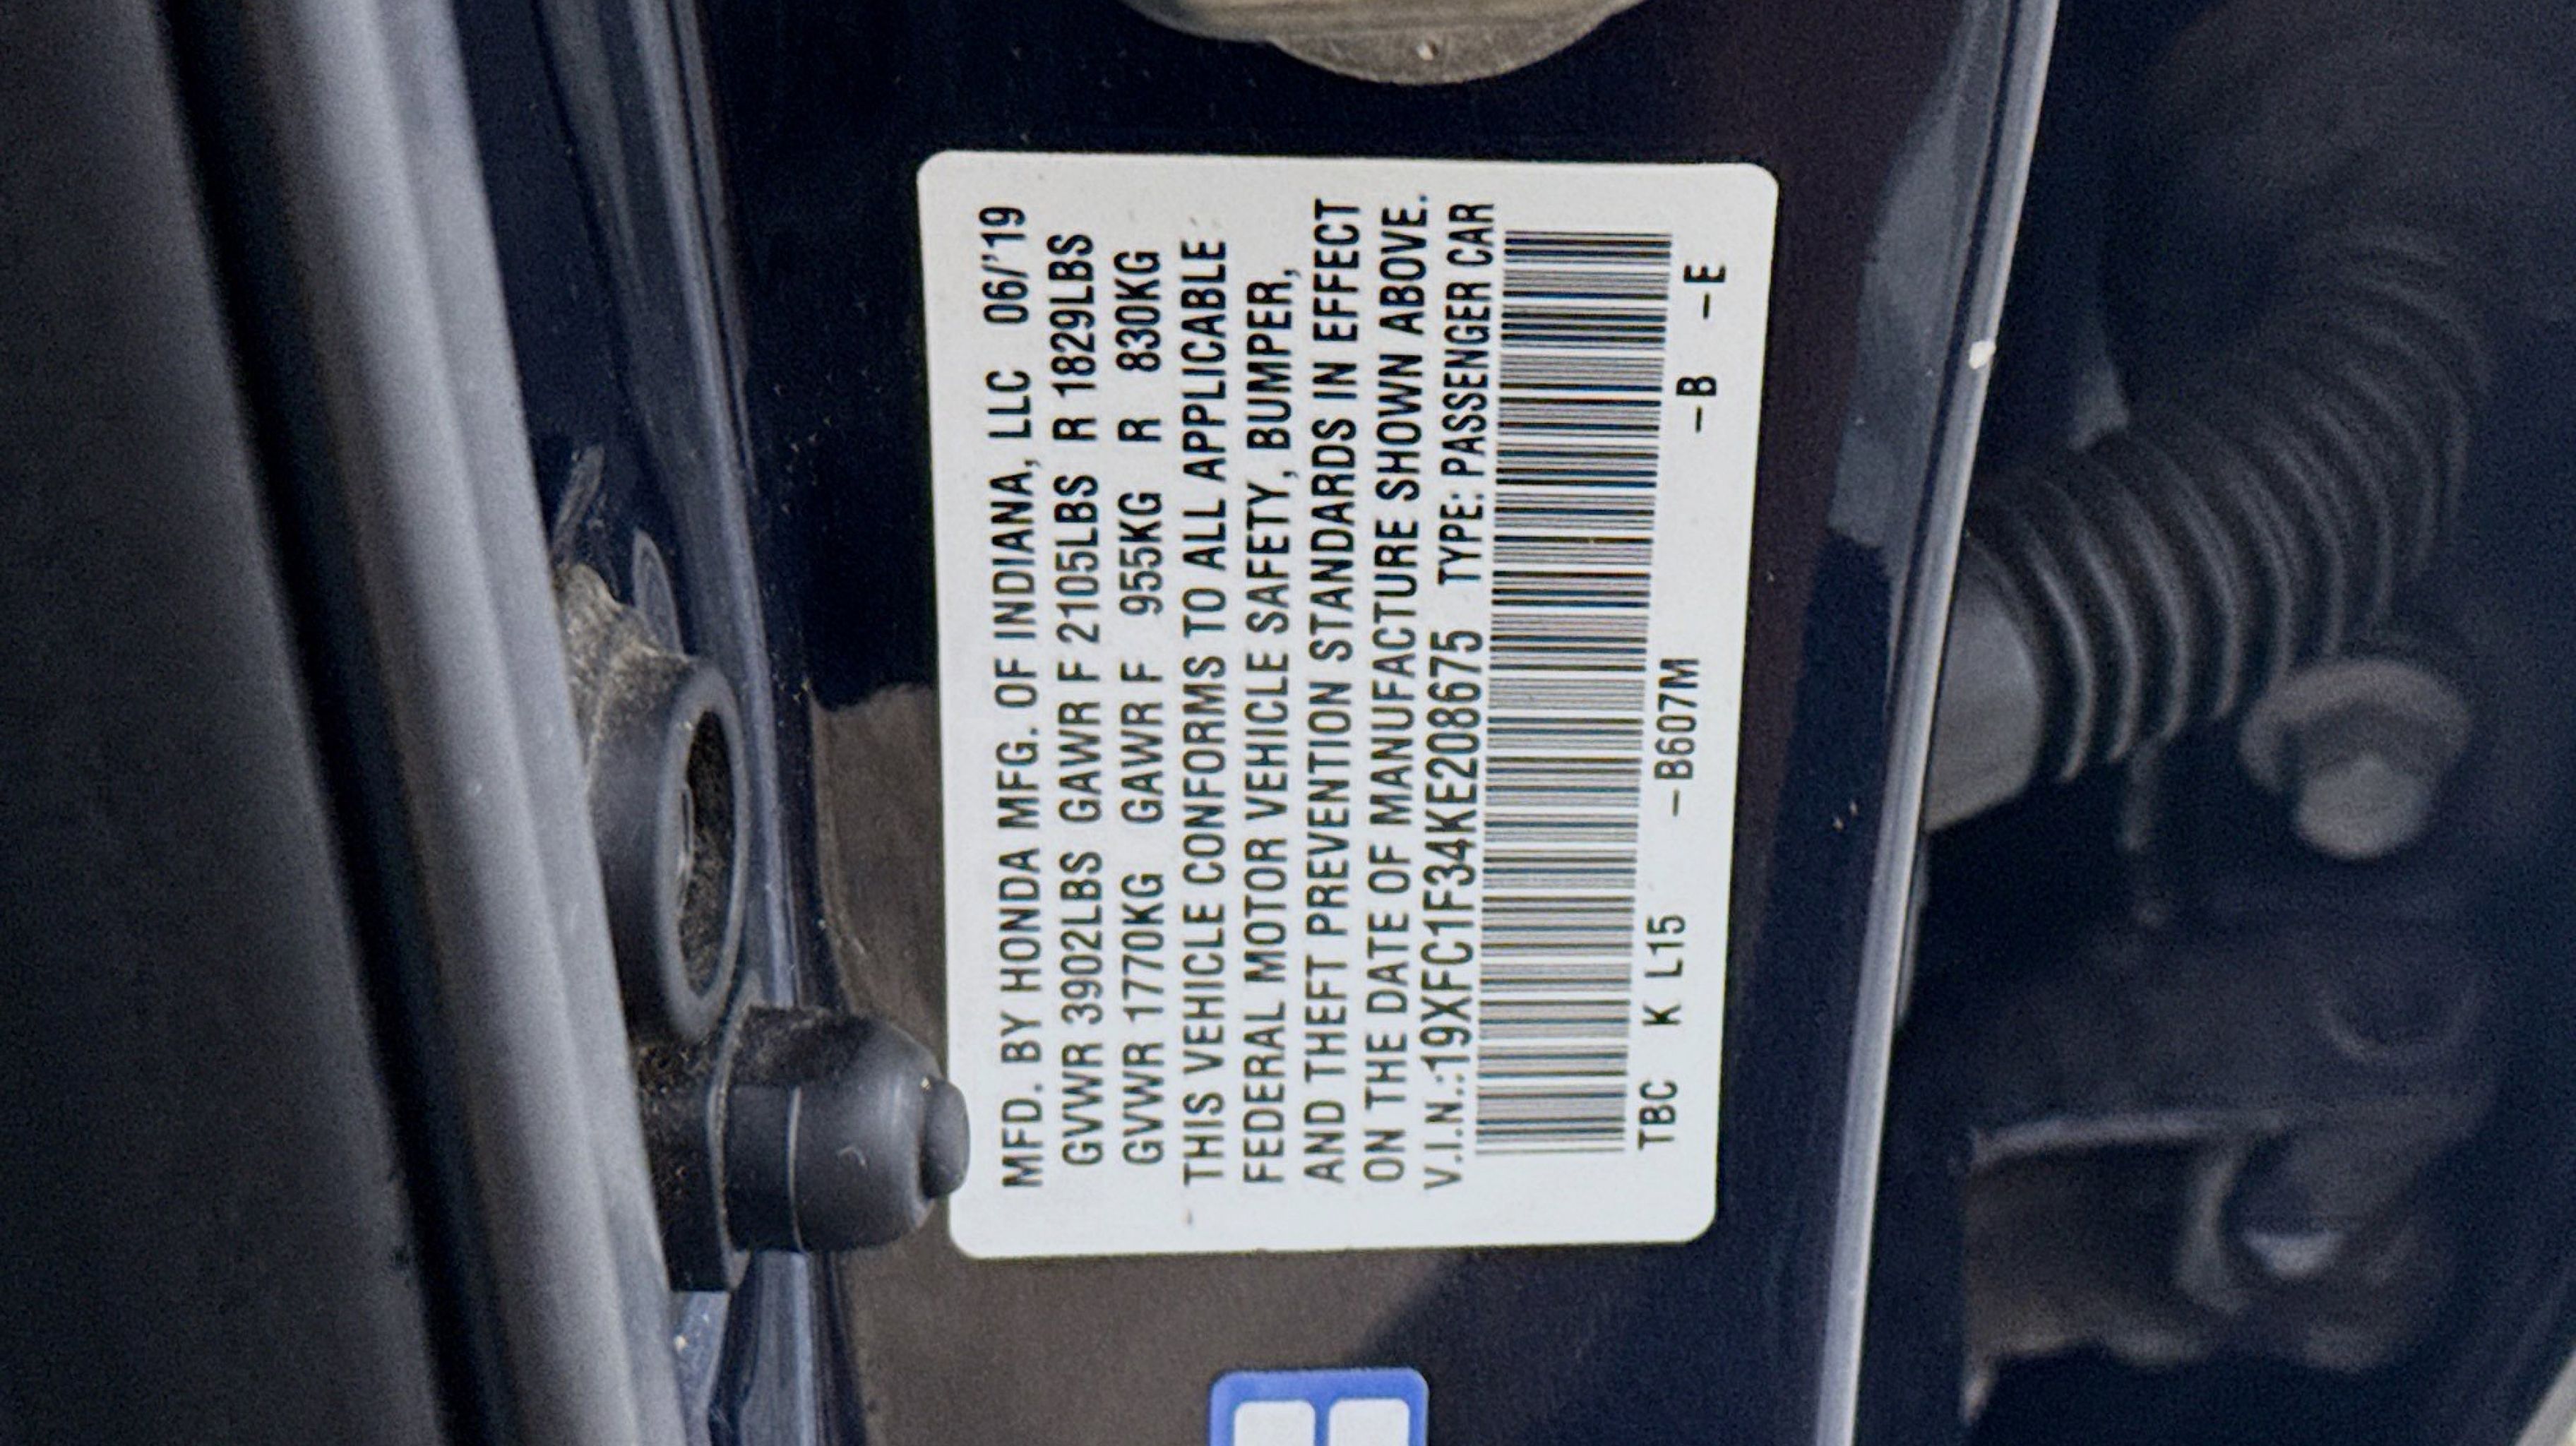 MFD. BY HONDA MFG. OF INDIANA, LLC 06/'19
GVWR 3902LBS GAWR F 2105LBS R 1829LBS
GVWR 1770KG GAWR F 955KG R 830KG
THIS VEHICLE CONFORMS TO ALL APPLICABLE
FEDERAL MOTOR VEHICLE SAFETY, BUMPER,
AND THEFT PREVENTION STANDARDS IN EFFECT
ON THE DATE OF MANUFACTURE SHOWN ABOVE.
V.I.N.:19XFC1F34KE208675 TYPE: PASSENGER CAR
TBC K L15 –B607M –B –E